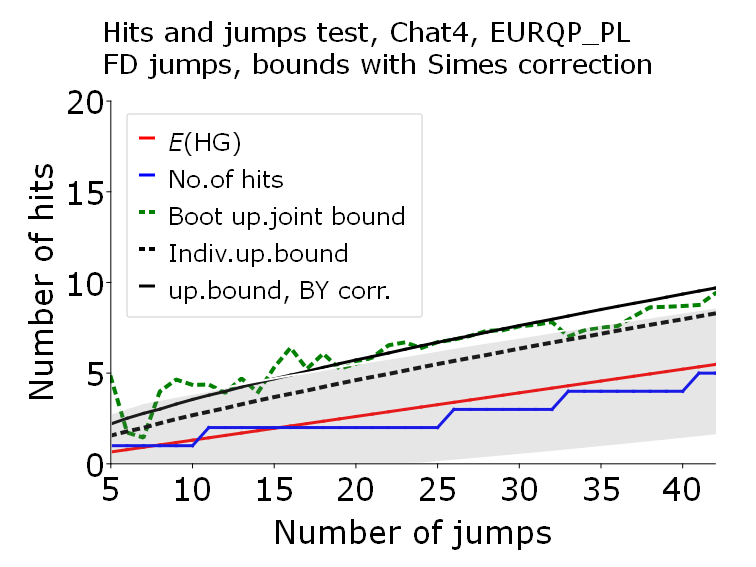 Hits and jumps test, Chat4, EURQP_PL
FD jumps, bounds with Simes correction
20
15
10
5
0
Number of hits
E(HG)
No.of hits
Boot up.joint bound
Indiv.up.bound
up.bound, BY corr.
5 10 15 20 25 30 35 40
Number of jumps